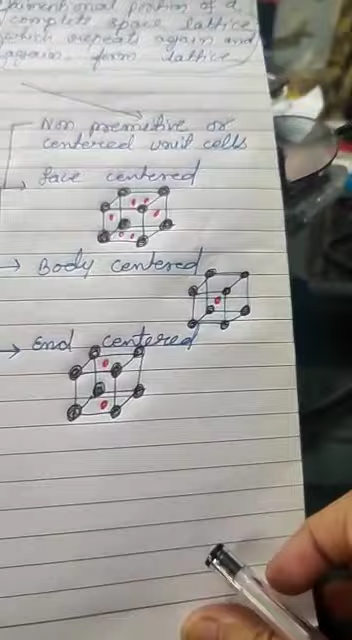 portion of a
complete space lattice
which repeats again and
again form lattice)
Non premitive or
centered unit cells
→ face centered
→ Body centered
→ End centered